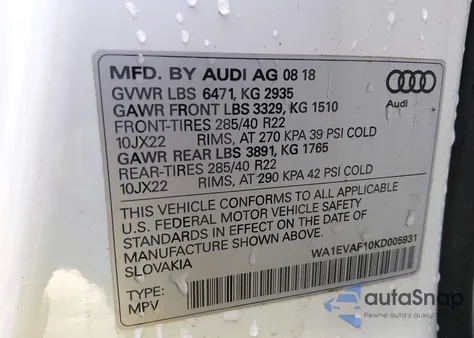 MFD. BY AUDI AG 08 18
GVWR LBS 6471, KG 2935
GAWR FRONT LBS 3329, KG 1510
FRONT-TIRES 285/40 R22
10JX22 RIMS, AT 270 KPA 39 PSI COLD
GAWR REAR LBS 3891, KG 1765
REAR-TIRES 285/40 R22
10JX22 RIMS, AT 290 KPA 42 PSI COLD
Audi
THIS VEHICLE CONFORMS TO ALL APPLICABLE
U.S. FEDERAL MOTOR VEHICLE SAFETY
STANDARDS IN EFFECT ON THE DATE OF
MANUFACTURE SHOWN ABOVE.
SLOVAKIA
WA1EVAF10KD005931
TYPE:
MPV
autoSnap
Pewne auta z aukcji